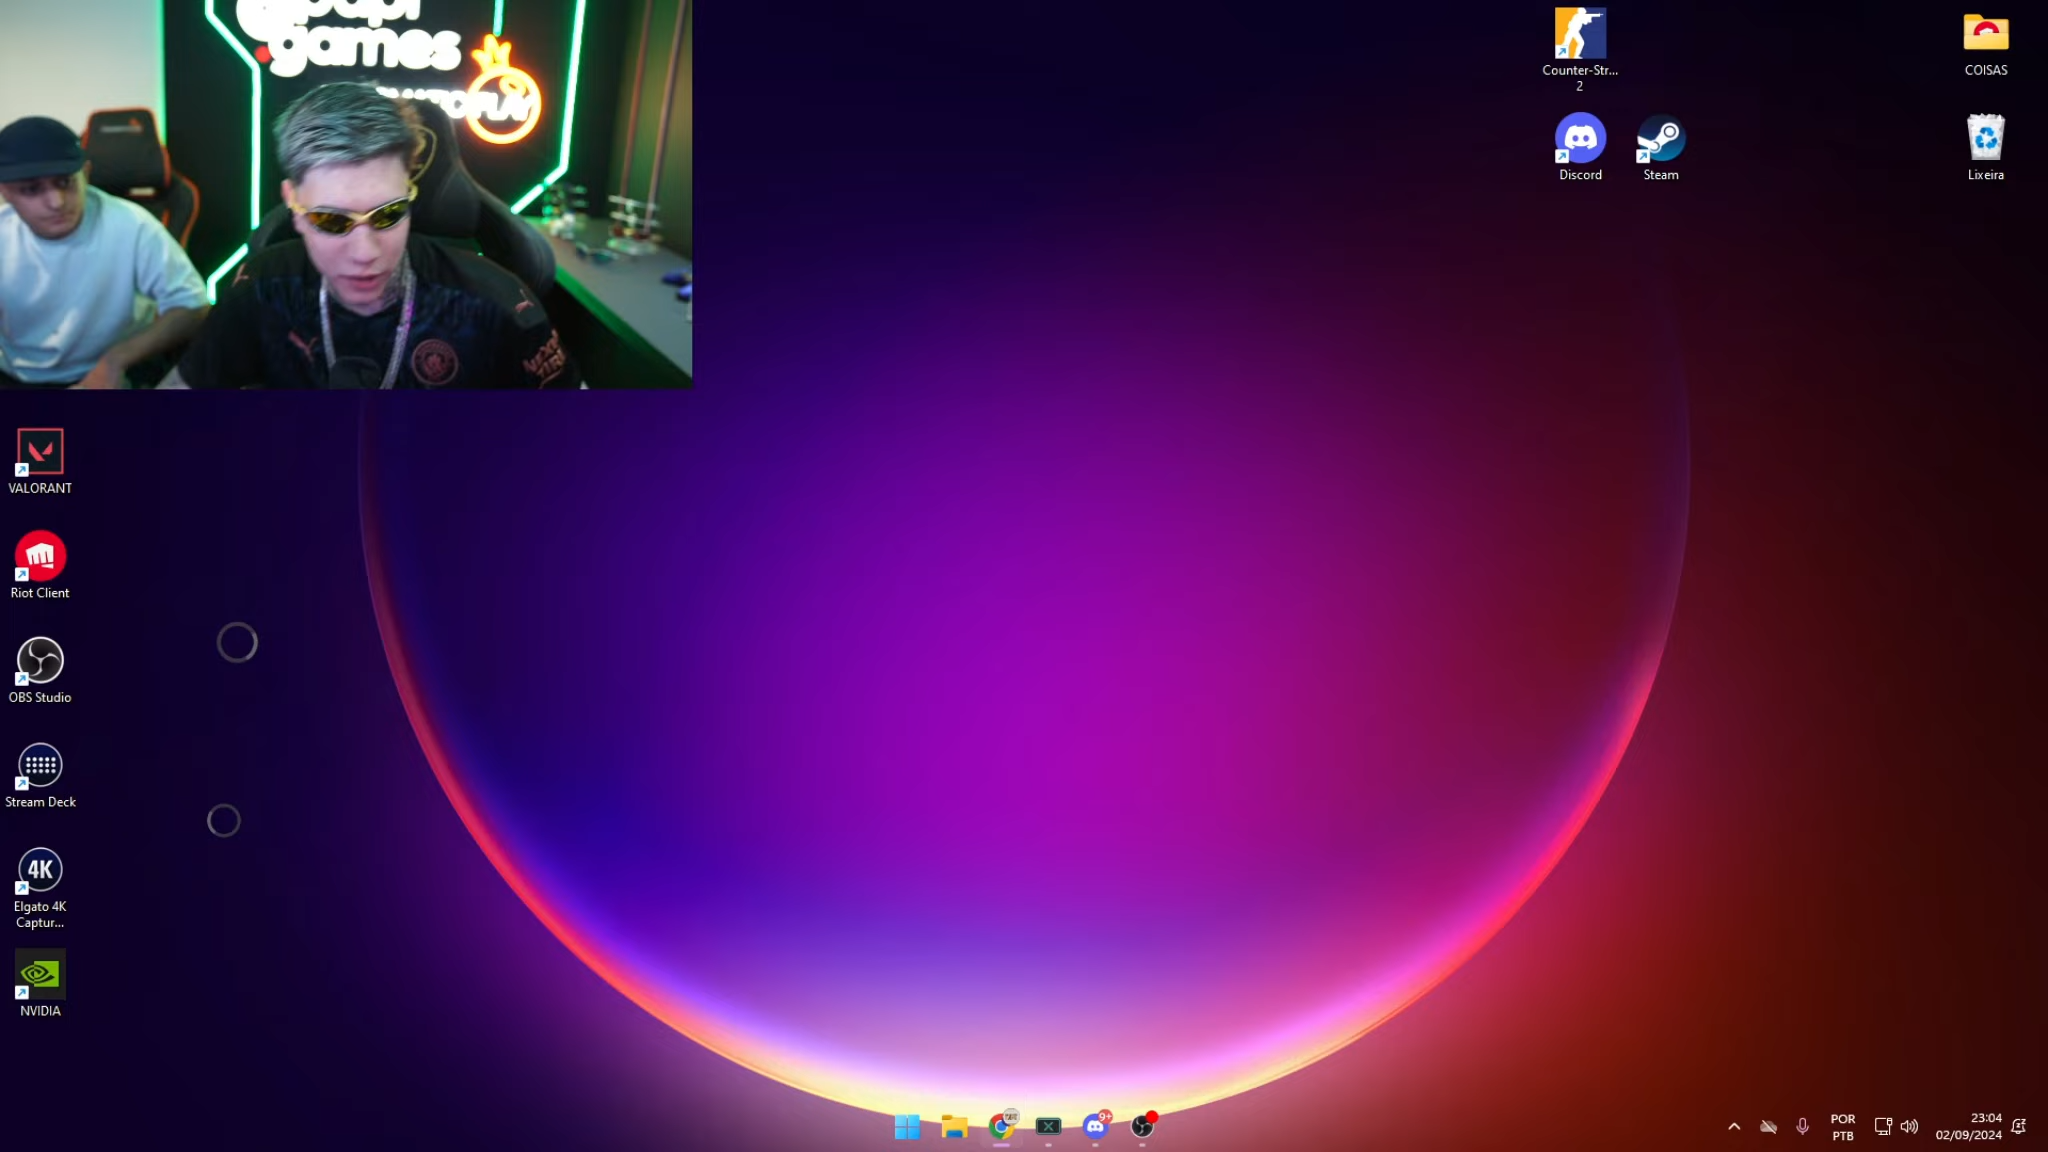 games
Counter-Str...
2
COISAS
Discord
Steam
Lixeira
VALORANT
Riot Client
OBS Studio
Stream Deck
4K
Elgato 4K
Captur...
NVIDIA
9+
POR
PTB
23:04
02/09/2024